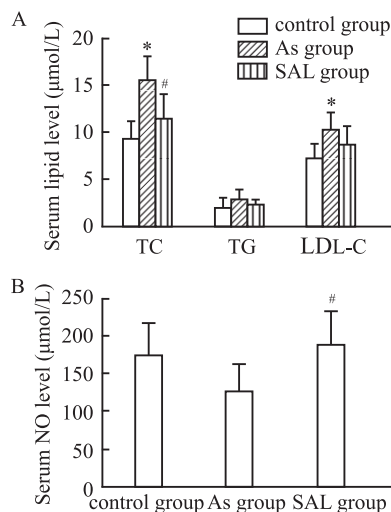 A
control group
As group
SAL group
Serum lipid level (μmol/L)
20
15
10
5
0
*
#
*
TC TG LDL-C
B
Serum NO level (μmol/L)
250
200
150
100
50
0
#
control group As group SAL group